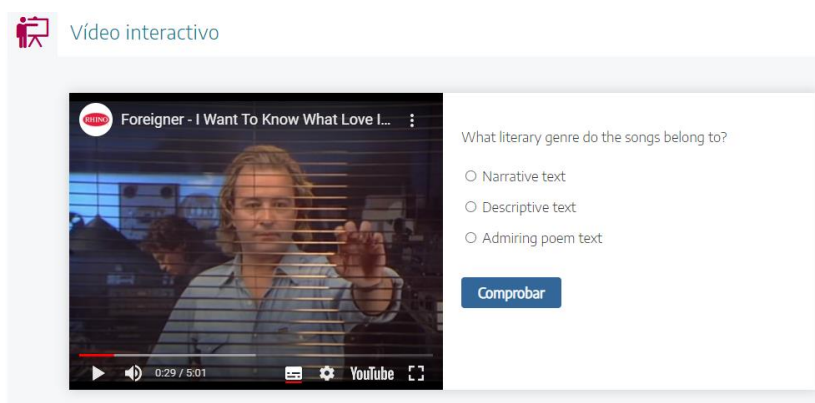 Vídeo interactivo
RHINO
Foreigner - I Want To Know What Love I...
What literary genre do the songs belong to?
Narrative text
Descriptive text
Admiring poem text
Comprobar
0:29 / 5:01
YouTube